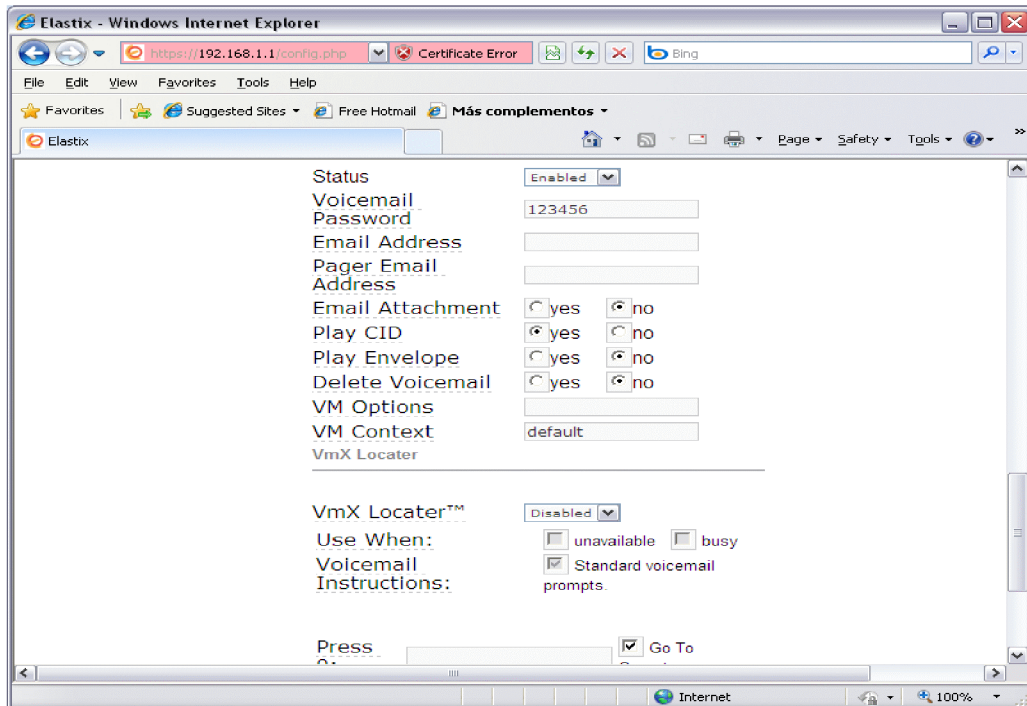 Elastix - Windows Internet Explorer
https://192.168.1.1/config.php Certificate Error Bing
File Edit View Favorites Tools Help
Favorites Suggested Sites Free Hotmail Más complementos
Elastix Page Safety Tools »
Status Enabled
Voicemail
Password 123456
Email Address
Pager Email
Address
Email Attachment yes no
Play CID yes no
Play Envelope yes no
Delete Voicemail yes no
VM Options
VM Context default
VmX Locater
VmX Locater™ Disabled
Use When: unavailable busy
Voicemail
Instructions: Standard voicemail
prompts.
Press Go To
Internet 100%